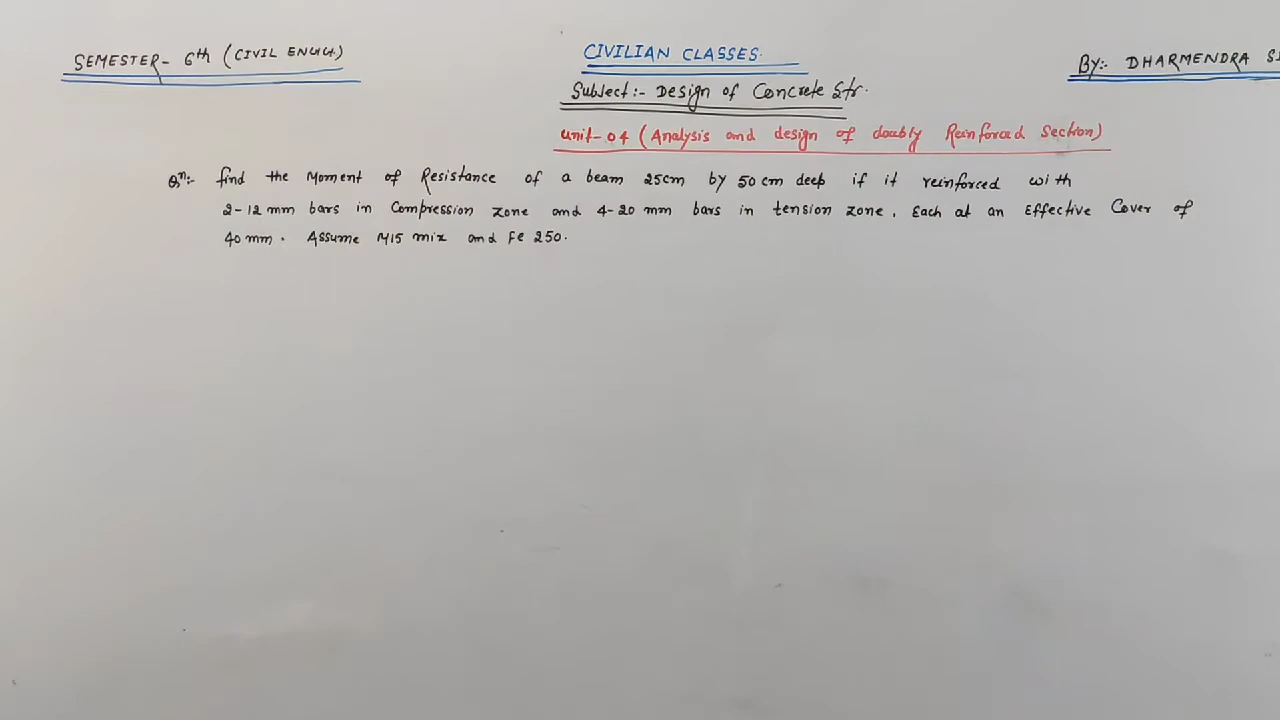 SEMESTER- 6th (CIVIL ENGG.)
CIVILIAN CLASSES.
By:- DHARMENDRA
Subject:- Design of Concrete Str.
unit-04 (Analysis and design of doubly Reinforced Section)
Qn:- find the Moment of Resistance of a beam 25cm by 50cm deep if it reinforced with
2-12 mm bars in Compression zone and 4-20 mm bars in tension zone. Each at an Effective Cover of
40 mm. Assume M15 mix and fe 250.